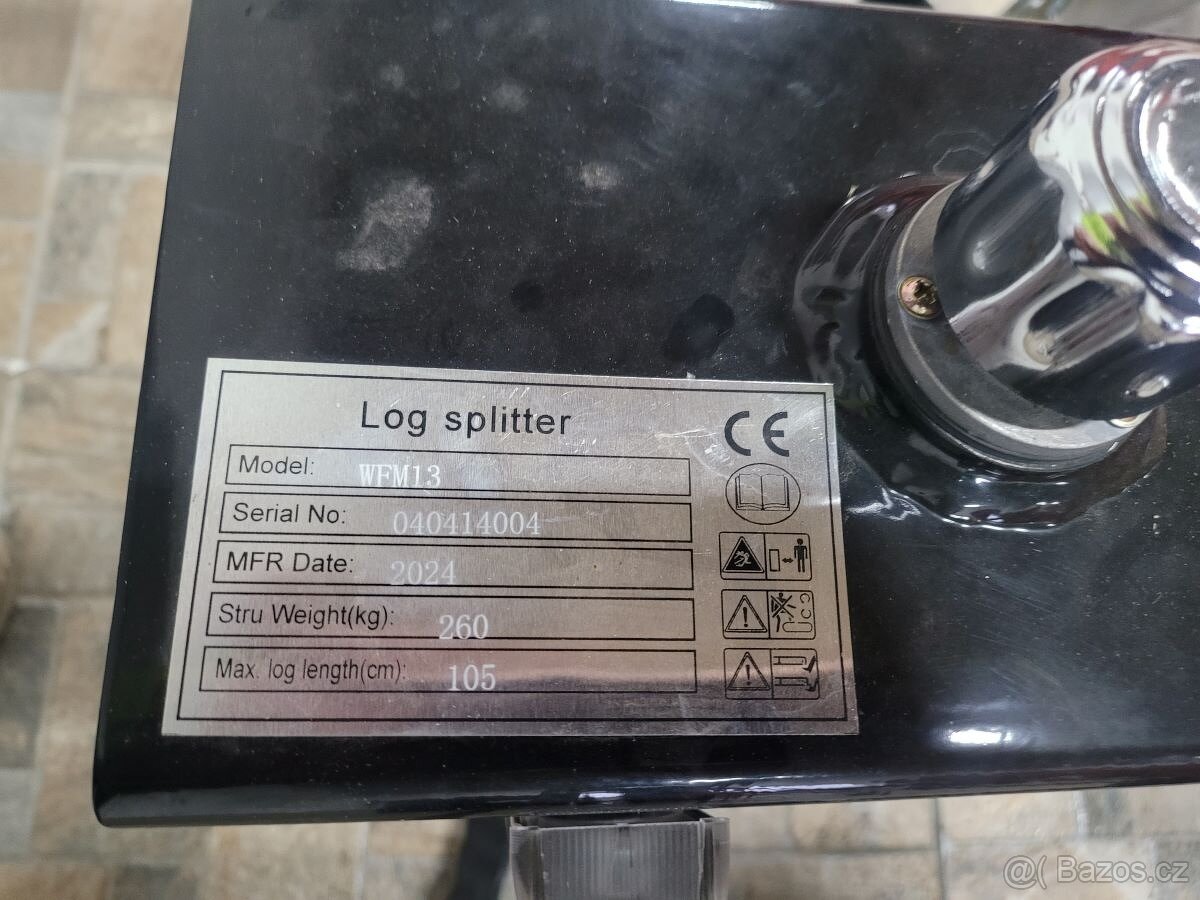 Log splitter
CE
Model: WFM13
Serial No: 040414004
MFR Date: 2024
Stru Weight(kg): 260
Max. log length(cm): 105
@( Bazos.cz